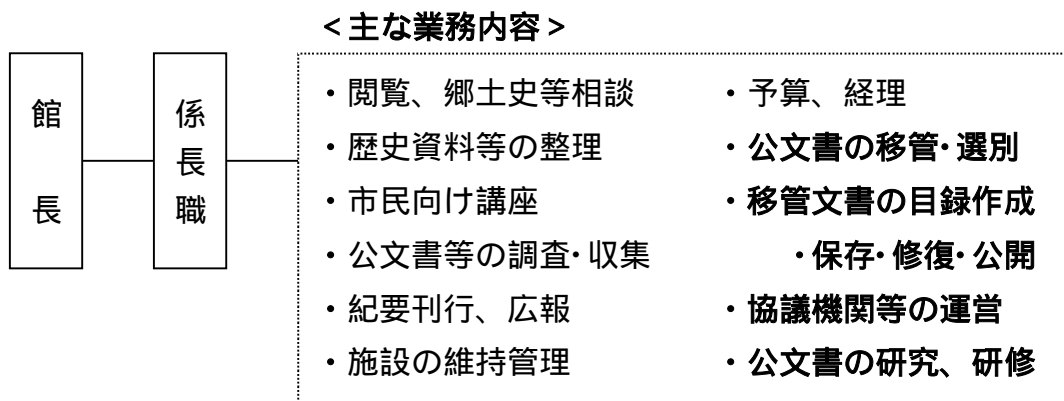 <主な業務内容>
館長
係長職
・閲覧、郷土史等相談
・歴史資料等の整理
・市民向け講座
・公文書等の調査・収集
・紀要刊行、広報
・施設の維持管理
・予算、経理
・公文書の移管・選別
・移管文書の目録作成
・保存・修復・公開
・協議機関等の運営
・公文書の研究、研修